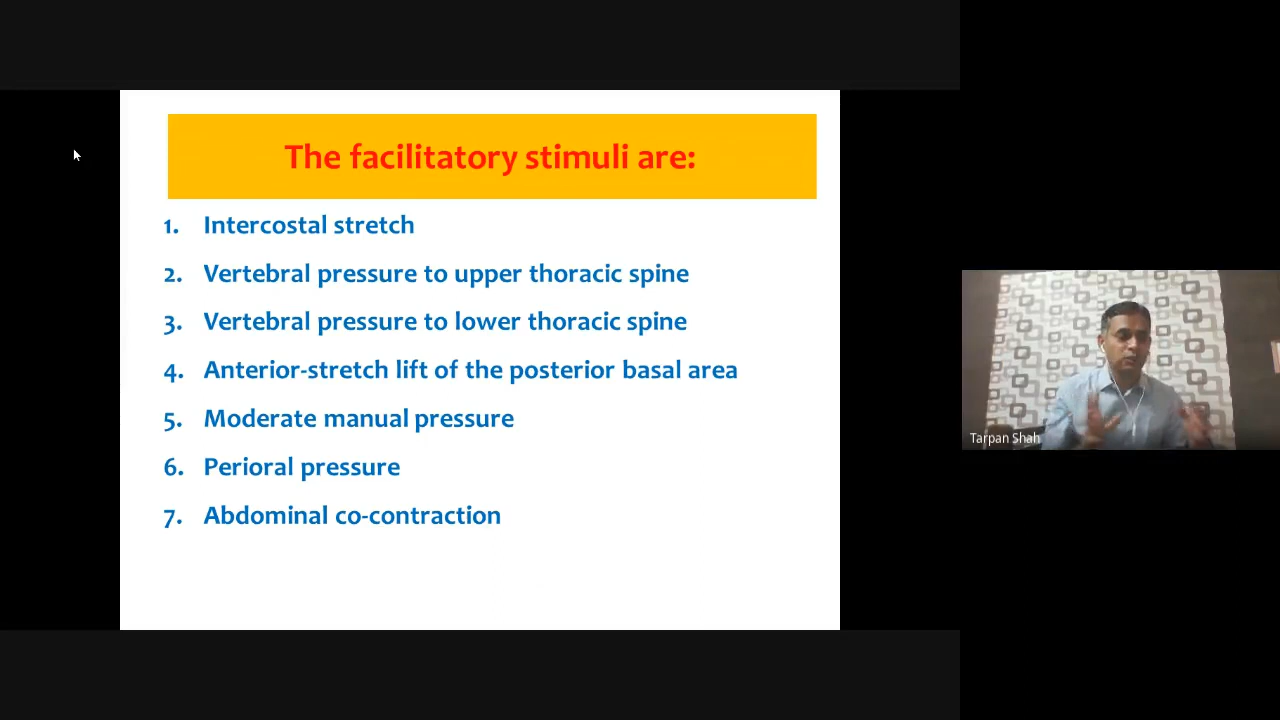 The facilitatory stimuli are:
1. Intercostal stretch
2. Vertebral pressure to upper thoracic spine
3. Vertebral pressure to lower thoracic spine
4. Anterior-stretch lift of the posterior basal area
5. Moderate manual pressure
6. Perioral pressure
7. Abdominal co-contraction
Tarpan Shah